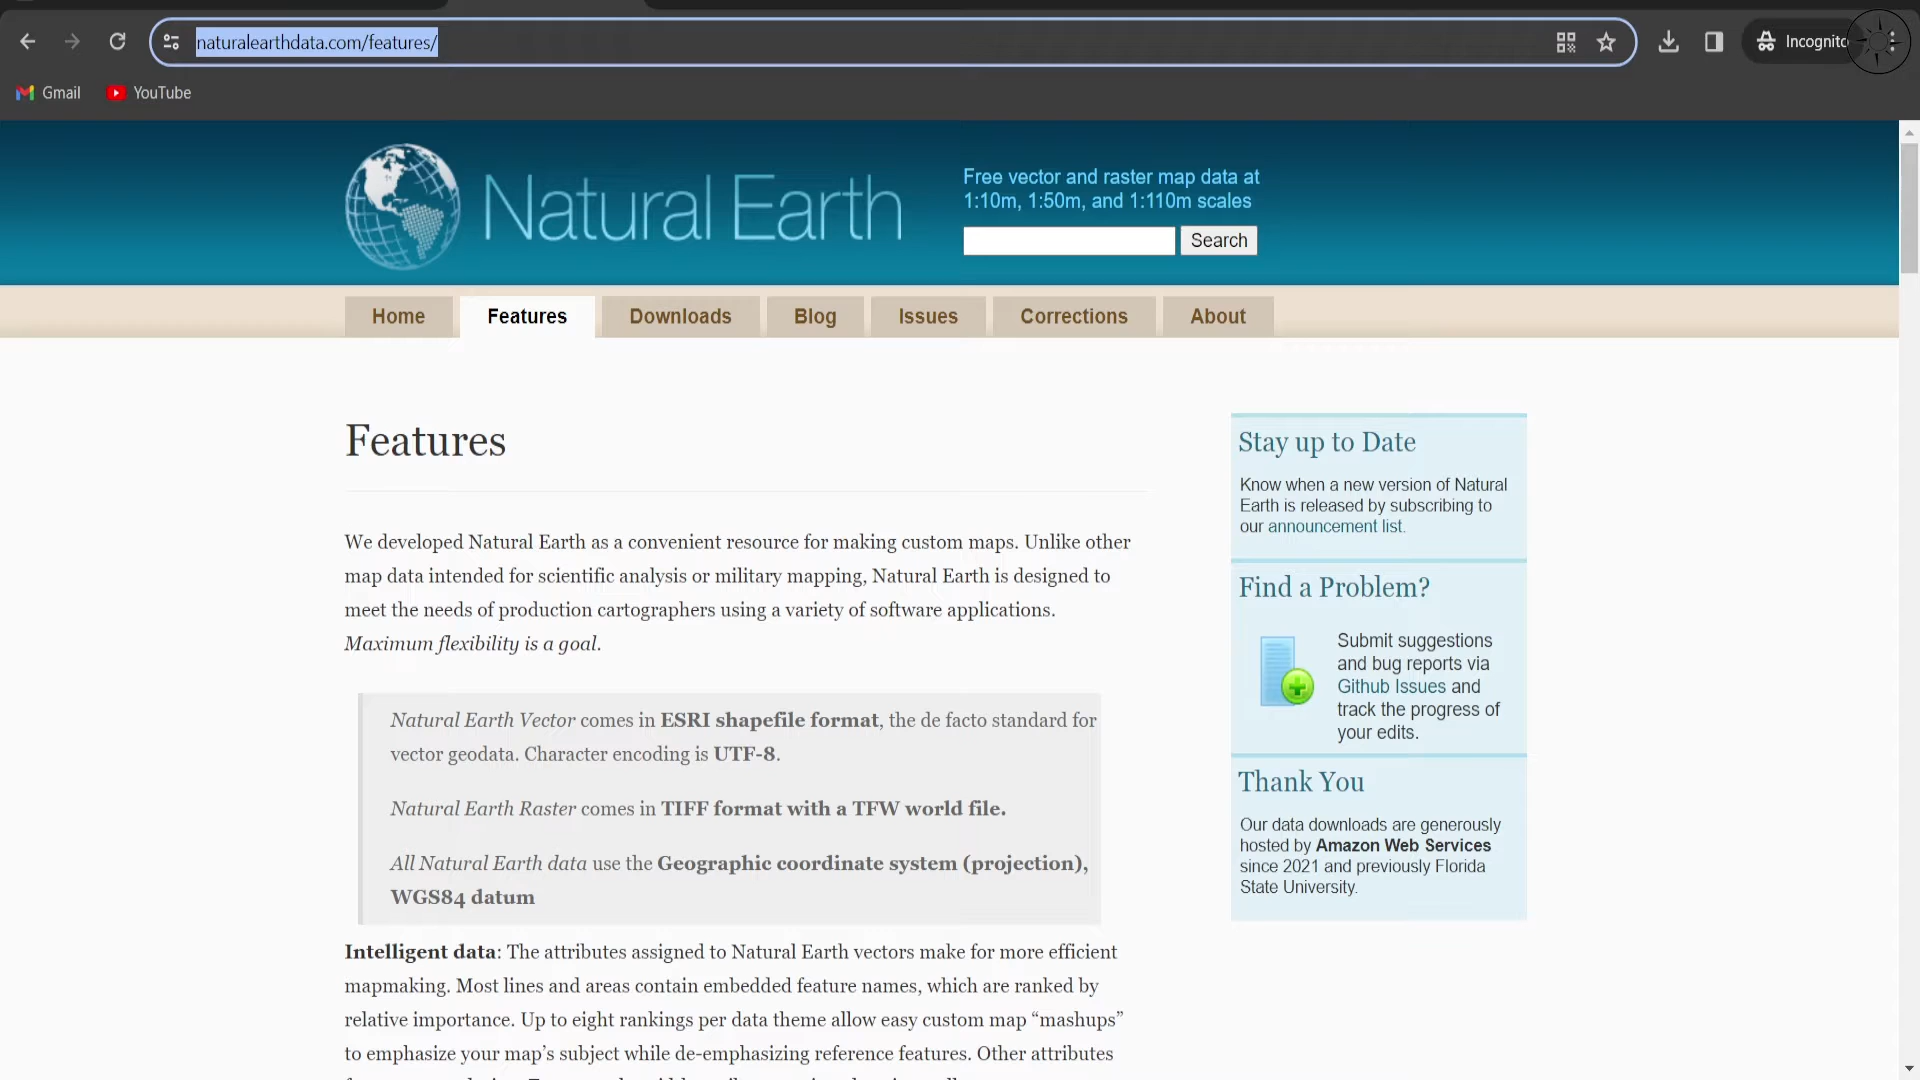 naturalearthdata.com/features/
Incognito
Gmail YouTube
Natural Earth
Free vector and raster map data at
1:10m, 1:50m, and 1:110m scales
Search
Home Features Downloads Blog Issues Corrections About
Features
We developed Natural Earth as a convenient resource for making custom maps. Unlike other
map data intended for scientific analysis or military mapping, Natural Earth is designed to
meet the needs of production cartographers using a variety of software applications.
Maximum flexibility is a goal.
Natural Earth Vector comes in ESRI shapefile format, the de facto standard for
vector geodata. Character encoding is UTF-8.
Natural Earth Raster comes in TIFF format with a TFW world file.
All Natural Earth data use the Geographic coordinate system (projection),
WGS84 datum
Intelligent data: The attributes assigned to Natural Earth vectors make for more efficient
mapmaking. Most lines and areas contain embedded feature names, which are ranked by
relative importance. Up to eight rankings per data theme allow easy custom map “mashups”
to emphasize your map’s subject while de-emphasizing reference features. Other attributes
Stay up to Date
Know when a new version of Natural
Earth is released by subscribing to
our announcement list.
Find a Problem?
Submit suggestions
and bug reports via
Github Issues and
track the progress of
your edits.
Thank You
Our data downloads are generously
hosted by Amazon Web Services
since 2021 and previously Florida
State University.